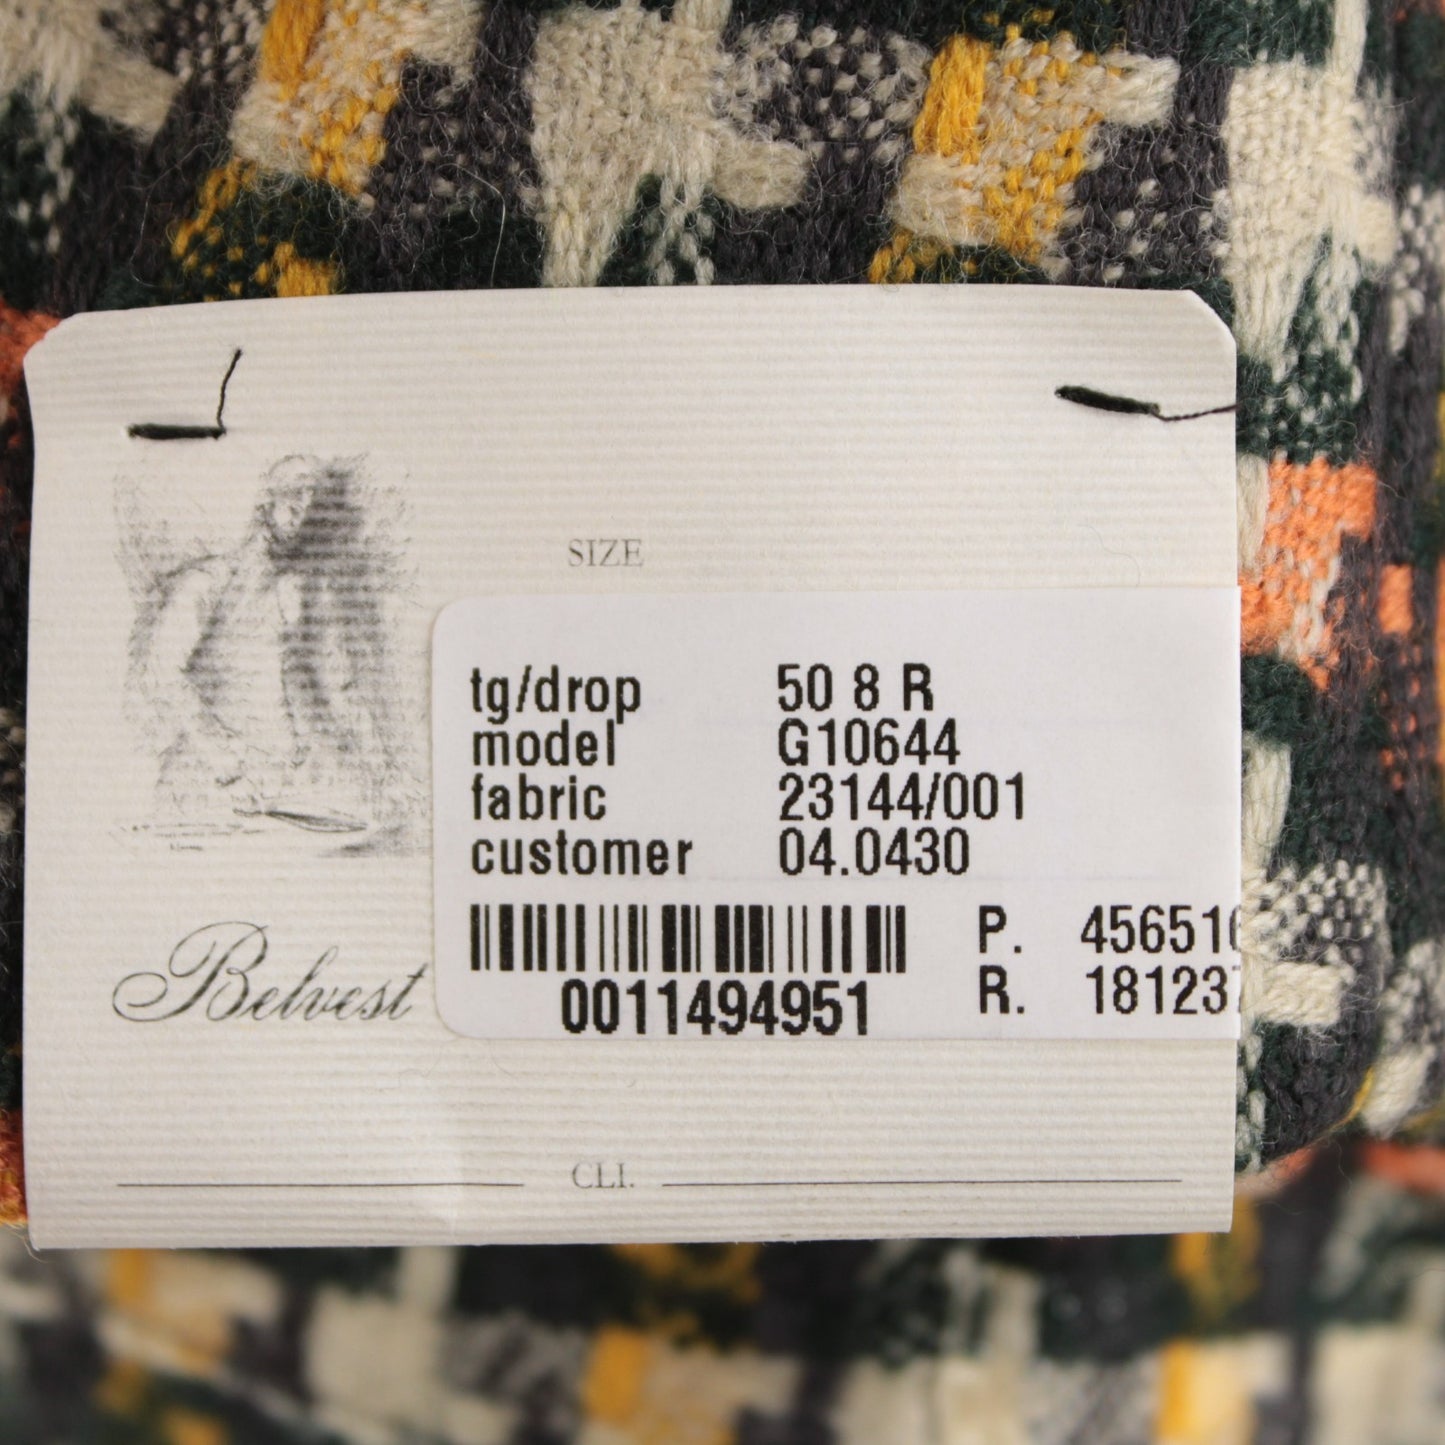 SIZE
tg/drop 50 8 R
model G10644
fabric 23144/001
customer 04.0430
P. 456516
R. 181237
0011494951
Belvest
CLI.